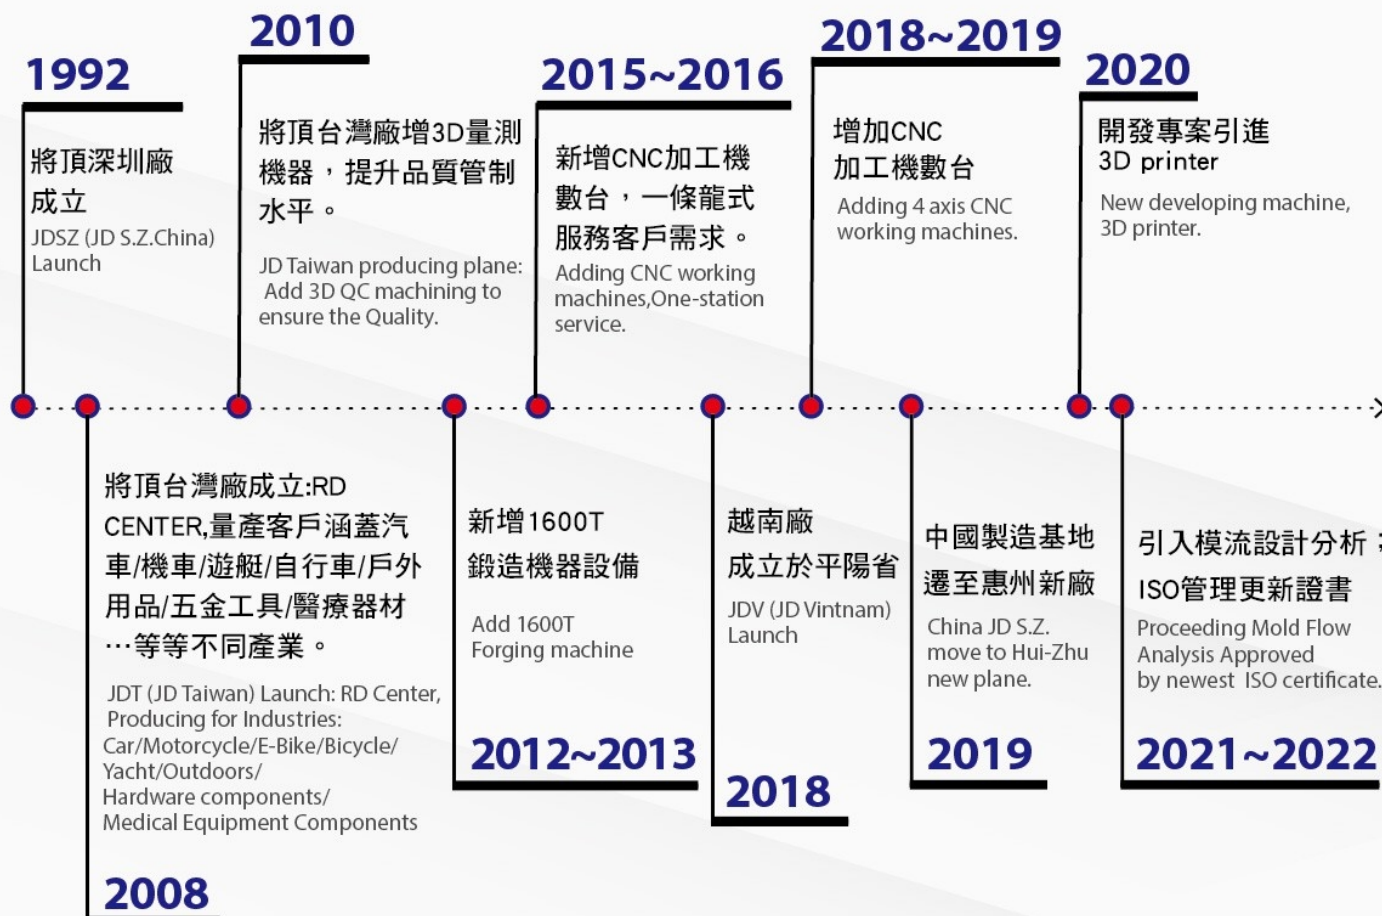 1992
將頂深圳廠
成立
JDSZ (JD S.Z.China)
Launch
2008
將頂台灣廠成立:RD
CENTER,量產客戶涵蓋汽
車/機車/遊艇/自行車/戶外
用品/五金工具/醫療器材
…等等不同產業。
JDT (JD Taiwan) Launch: RD Center,
Producing for Industries:
Car/Motorcycle/E-Bike/Bicycle/
Yacht/Outdoors/
Hardware components/
Medical Equipment Components
2010
將頂台灣廠增3D量測
機器，提升品質管制
水平。
JD Taiwan producing plane:
Add 3D QC machining to
ensure the Quality.
2012~2013
新增1600T
鍛造機器設備
Add 1600T
Forging machine
2015~2016
新增CNC加工機
數台，一條龍式
服務客戶需求。
Adding CNC working
machines,One-station
service.
2018
越南廠
成立於平陽省
JDV (JD Vintnam)
Launch
2018~2019
增加CNC
加工機數台
Adding 4 axis CNC
working machines.
2019
中國製造基地
遷至惠州新廠
China JD S.Z.
move to Hui-Zhu
new plane.
2020
開發專案引進
3D printer
New developing machine,
3D printer.
2021~2022
引入模流設計分析；
ISO管理更新證書
Proceeding Mold Flow
Analysis Approved
by newest ISO certificate.